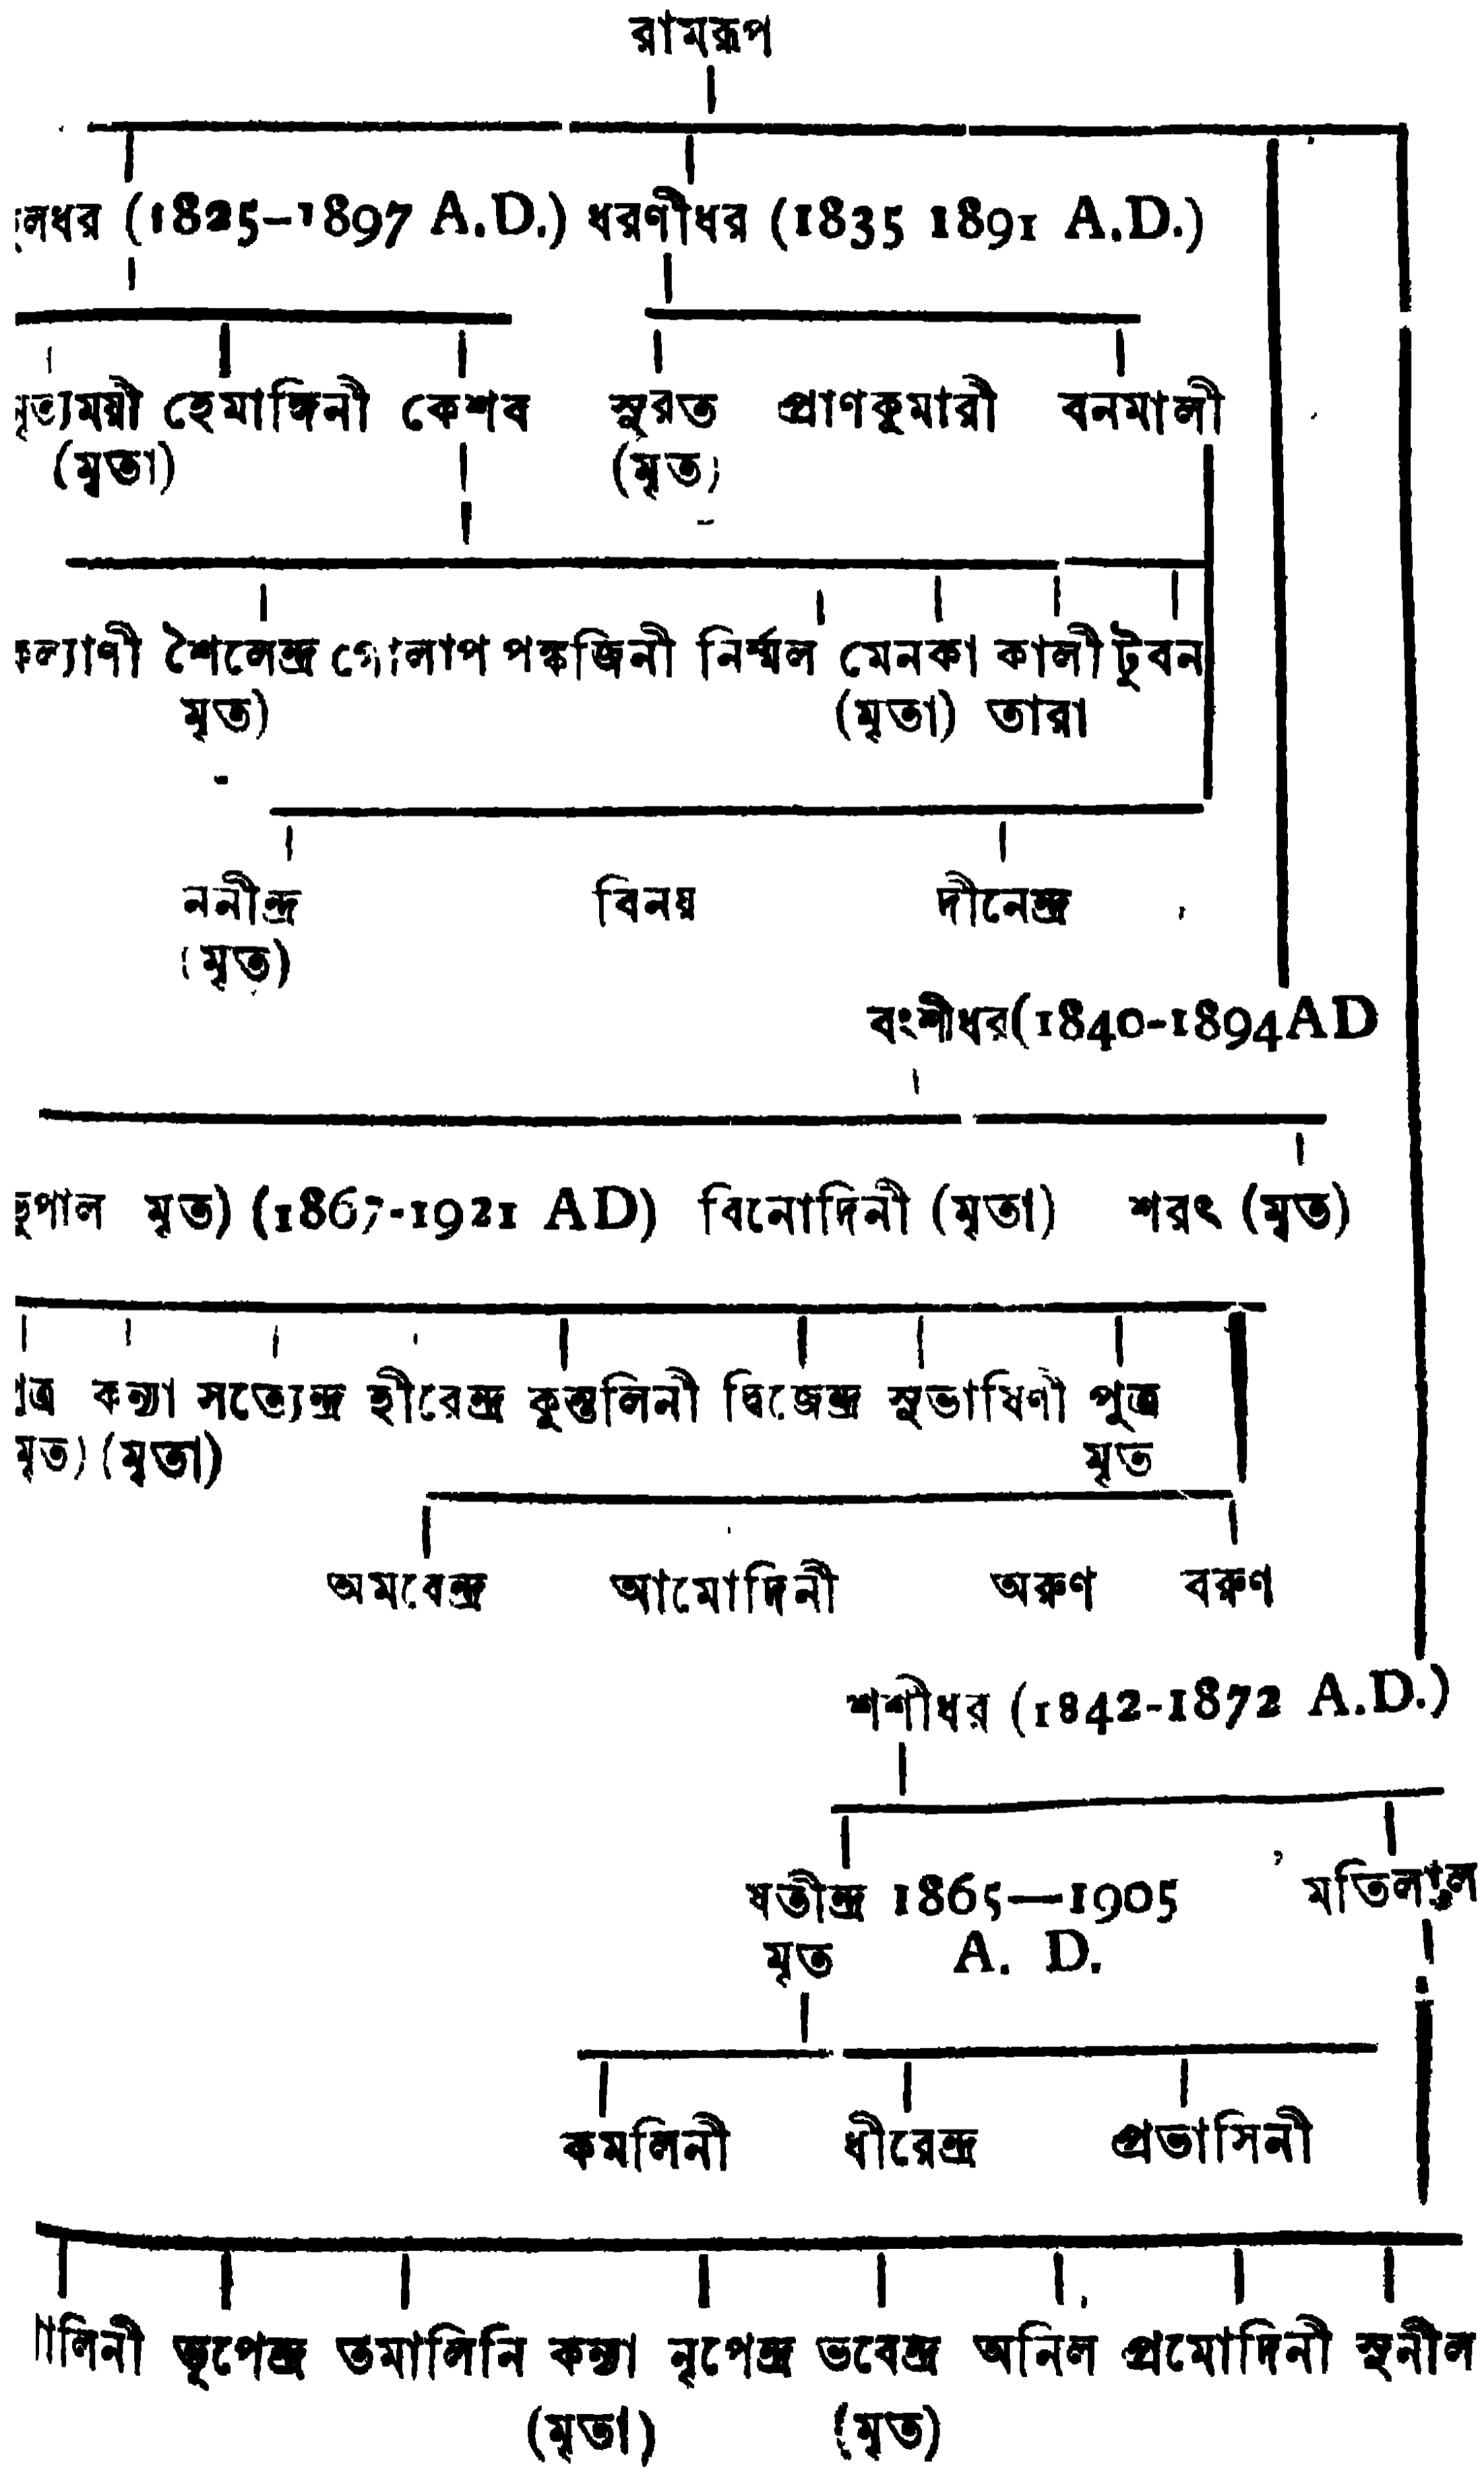 রামরূপ
(1825-1897 A.D.) ধরণীধর (1835 1891 A.D.)
হেমাঙ্গিনী কেশব সুরত প্রাণকুমারী বনমালী
(মৃতা) (মৃত)
শৈলেন্দ্র গোলাপ পঙ্কজিনী নির্ম্মল মেনকা কালী টুবন
মৃত) (মৃতা) তারা
ননীন্দ্র বিনয় দীনেন্দ্র
(মৃত)
বংশীধর(1840-1894AD
মৃত) (1867-1921 AD) বিনোদিনী (মৃতা) শরৎ (মৃত)
কন্যা সত্যেন্দ্র হীরেন্দ্র কুন্তলিনী দ্বিজেন্দ্র সুভাষিণী পুত্র
মৃত) (মৃতা) মৃত
অমরেন্দ্র আমোদিনী অরুণ বরুণ
শশীধর (1842-1872 A.D.)
যতীন্দ্র 1865—1905 মতিলাল
মৃত A. D.
কমলিনী ধীরেন্দ্র প্রভাসিনী
ভূপেন্দ্র তমালিনি কন্যা নৃপেন্দ্র ভবেন্দ্র অনিল প্রমোদিনী সুনীল
(মৃতা) (মৃত)